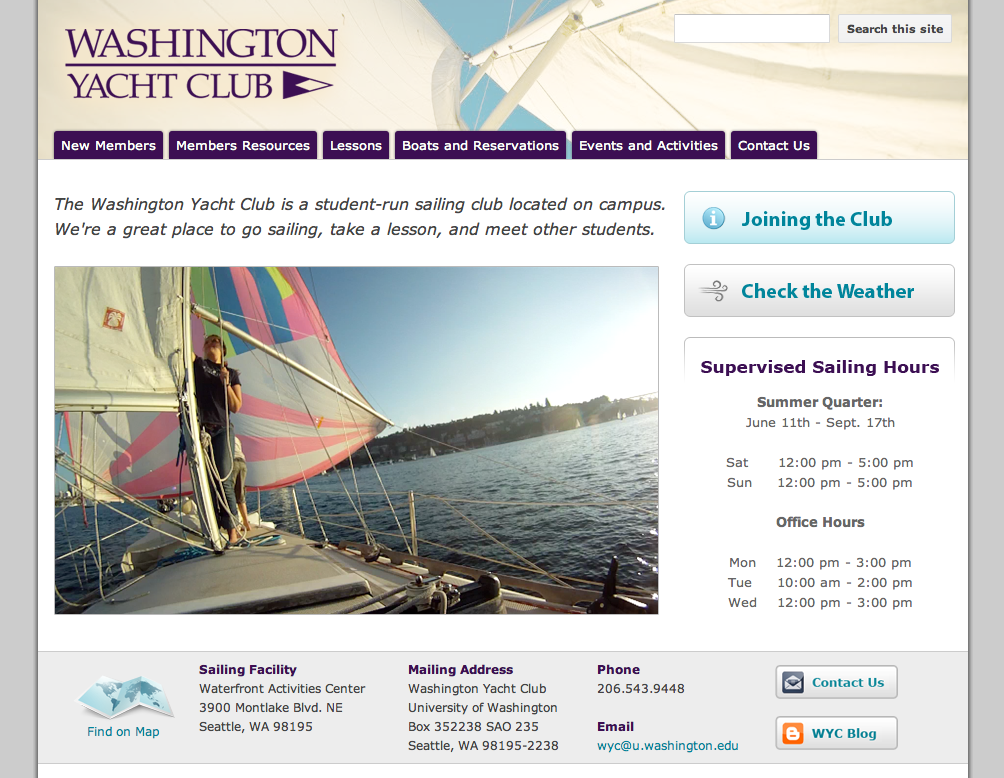 WASHINGTON
YACHT CLUB
Search this site
New Members
Members Resources
Lessons
Boats and Reservations
Events and Activities
Contact Us
The Washington Yacht Club is a student-run sailing club located on campus.
We're a great place to go sailing, take a lesson, and meet other students.
Joining the Club
Check the Weather
Supervised Sailing Hours
Summer Quarter:
June 11th - Sept. 17th
Sat 12:00 pm - 5:00 pm
Sun 12:00 pm - 5:00 pm
Office Hours
Mon 12:00 pm - 3:00 pm
Tue 10:00 am - 2:00 pm
Wed 12:00 pm - 3:00 pm
Find on Map
Sailing Facility
Waterfront Activities Center
3900 Montlake Blvd. NE
Seattle, WA 98195
Mailing Address
Washington Yacht Club
University of Washington
Box 352238 SAO 235
Seattle, WA 98195-2238
Phone
206.543.9448
Email
wyc@u.washington.edu
Contact Us
WYC Blog